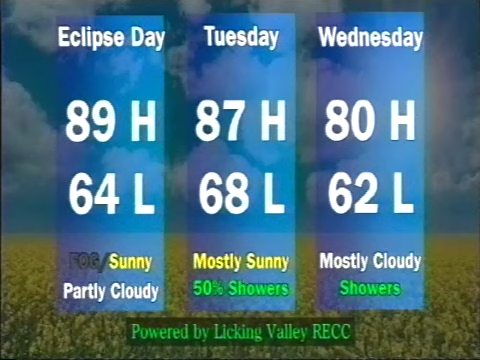 Eclipse Day Tuesday Wednesday
89 H 87 H 80 H
64 L 68 L 62 L
FOG/Sunny Mostly Sunny Mostly Cloudy
Partly Cloudy 50% Showers Showers
Powered by Licking Valley RECC